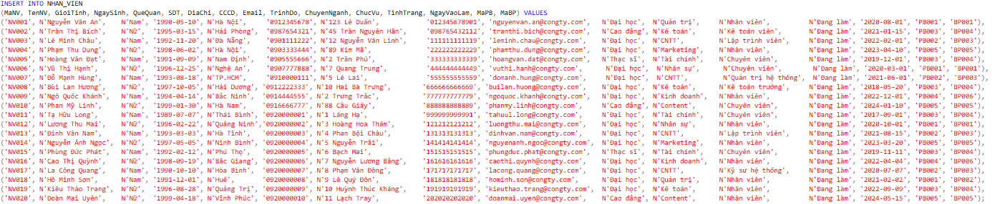 INSERT INTO NHAN_VIEN
(MaNV, TenNV, GioiTinh, NgaySinh, QueQuan, SDT, DiaChi, CCCD, Email, TrinhDo, ChuyenNganh, ChucVu, TinhTrang, NgayVaoLam, MaPB, MaBP) VALUES
('NV001', N'Nguyễn Văn An', N'Nam', '1990-05-10', N'Hà Nội', '0912345678', N'123 Lê Duẩn', '012345678901', 'nguyenvan.an@congty.com', N'Đại học', N'Quản trị', N'Nhân viên', N'Đang làm', '2020-08-01', 'PB001', 'BP001'),
('NV002', N'Trần Thị Bích', N'Nữ', '1995-03-15', N'Hải Phòng', '0987654321', N'45 Trần Nguyên Hãn', '098765432112', 'tranthi.bich@congty.com', N'Cao đẳng', N'Kế toán', N'Kế toán viên', N'Đang làm', '2021-01-15', 'PB003', 'BP004'),
('NV003', N'Lê Minh Châu', N'Nam', '1992-11-20', N'Đà Nẵng', '0901111222', N'12 Nguyễn Văn Linh', '111111111119', 'leminh.chau@congty.com', N'Đại học', N'CNTT', N'Lập trình viên', N'Đang làm', '2022-03-01', 'PB002', 'BP003'),
('NV004', N'Phạm Thu Dung', N'Nữ', '1998-06-02', N'Hà Nội', '0903333444', N'89 Kim Mã', '222222222229', 'phamthu.dung@congty.com', N'Đại học', N'Marketing', N'Nhân viên', N'Đang làm', '2023-04-10', 'PB005', 'BP005'),
('NV005', N'Hoàng Văn Đạt', N'Nam', '1991-09-09', N'Nam Định', '0905555666', N'2 Trần Phú', '333333333339', 'hoangvan.dat@congty.com', N'Thạc sĩ', N'Tài chính', N'Chuyên viên', N'Đang làm', '2019-12-01', 'PB003', 'BP004'),
('NV006', N'Vũ Thị Hạnh', N'Nữ', '1996-12-25', N'Nghệ An', '0907777888', N'7 Quang Trung', '444444444449', 'vuthi.hanh@congty.com', N'Đại học', N'Nhân sự', N'Chuyên viên', N'Đang làm', '2020-03-01', 'PB001', 'BP001'),
('NV007', N'Đỗ Mạnh Hùng', N'Nam', '1993-08-18', N'TP.HCM', '0910000111', N'5 Lê Lai', '555555555559', 'domanh.hung@congty.com', N'Đại học', N'CNTT', N'Quản trị hệ thống', N'Đang làm', '2021-06-01', 'PB002', 'BP003'),
('NV008', N'Bùi Lan Hương', N'Nữ', '1997-10-05', N'Hải Dương', '0912222333', N'10 Hai Bà Trưng', '666666666669', 'builan.huong@congty.com', N'Đại học', N'Kế toán', N'Kế toán trưởng', N'Đang làm', '2018-05-20', 'PB003', 'BP004'),
('NV009', N'Ngô Quốc Khánh', N'Nam', '1994-04-14', N'Bắc Ninh', '0914444555', N'2 Trưng Trắc', '777777777779', 'ngoquoc.khanh@congty.com', N'Đại học', N'Kinh doanh', N'Nhân viên', N'Đang làm', '2022-12-01', 'PB004', 'BP006'),
('NV010', N'Phan Mỹ Linh', N'Nữ', '1999-01-30', N'Hà Nam', '0916666777', N'88 Cầu Giấy', '888888888889', 'phanmy.linh@congty.com', N'Cao đẳng', N'Content', N'Nhân viên', N'Đang làm', '2024-01-10', 'PB005', 'BP005'),
('NV011', N'Tạ Hữu Long', N'Nam', '1989-07-07', N'Thái Bình', '0920000001', N'1 Láng Hạ', '999999999991', 'tahuul.long@congty.com', N'Đại học', N'Tài chính', N'Chuyên viên', N'Đang làm', '2017-09-01', 'PB003', 'BP004'),
('NV012', N'Lương Thu Mai', N'Nữ', '1996-02-22', N'Quảng Ninh', '0920000002', N'3 Hoàng Hoa Thám', '121212121212', 'luongthu.mai@congty.com', N'Đại học', N'Nhân sự', N'Nhân viên', N'Đang làm', '2020-10-01', 'PB001', 'BP001'),
('NV013', N'Đinh Văn Nam', N'Nam', '1993-03-03', N'Hà Tĩnh', '0920000003', N'4 Phan Bội Châu', '131313131313', 'dinhvan.nam@congty.com', N'Đại học', N'CNTT', N'Lập trình viên', N'Đang làm', '2021-08-15', 'PB002', 'BP003'),
('NV014', N'Nguyễn Ánh Ngọc', N'Nữ', '1997-05-05', N'Ninh Bình', '0920000004', N'5 Nguyễn Trãi', '141414141414', 'nguyenanh.ngoc@congty.com', N'Đại học', N'Marketing', N'Nhân viên', N'Đang làm', '2023-03-20', 'PB005', 'BP005'),
('NV015', N'Phùng Đức Phát', N'Nam', '1992-02-12', N'Phú Thọ', '0920000005', N'6 Bạch Mai', '151515151515', 'phungduc.phat@congty.com', N'Thạc sĩ', N'Tài chính', N'Chuyên viên', N'Đang làm', '2019-11-11', 'PB003', 'BP004'),
('NV016', N'Cao Thị Quỳnh', N'Nữ', '1998-09-19', N'Bắc Giang', '0920000006', N'7 Nguyễn Lương Bằng', '161616161616', 'caothi.quynh@congty.com', N'Đại học', N'Kinh doanh', N'Nhân viên', N'Đang làm', '2022-04-04', 'PB004', 'BP006'),
('NV017', N'La Công Quang', N'Nam', '1990-10-10', N'Hòa Bình', '0920000007', N'8 Phạm Văn Đồng', '171717171717', 'lacong.quang@congty.com', N'Đại học', N'CNTT', N'Kỹ sư hệ thống', N'Đang làm', '2020-07-07', 'PB002', 'BP003'),
('NV018', N'Hồ Minh Sơn', N'Nam', '1991-12-01', N'Huế', '0920000008', N'9 Lê Quý Đôn', '181818181818', 'hominh.son@congty.com', N'Đại học', N'Quản trị', N'Nhân viên', N'Đang làm', '2021-02-02', 'PB001', 'BP002'),
('NV019', N'Kiều Thảo Trang', N'Nữ', '1996-08-28', N'Quảng Trị', '0920000009', N'10 Huỳnh Thúc Kháng', '191919191919', 'kieuthao.trang@congty.com', N'Đại học', N'Kế toán', N'Nhân viên', N'Đang làm', '2022-09-09', 'PB003', 'BP004'),
('NV020', N'Đoàn Mai Uyên', N'Nữ', '1999-04-18', N'Vĩnh Phúc', '0920000010', N'11 Lạch Tray', '202020202020', 'doanmai.uyen@congty.com', N'Cao đẳng', N'Content', N'Nhân viên', N'Đang làm', '2024-05-15', 'PB005', 'BP005');